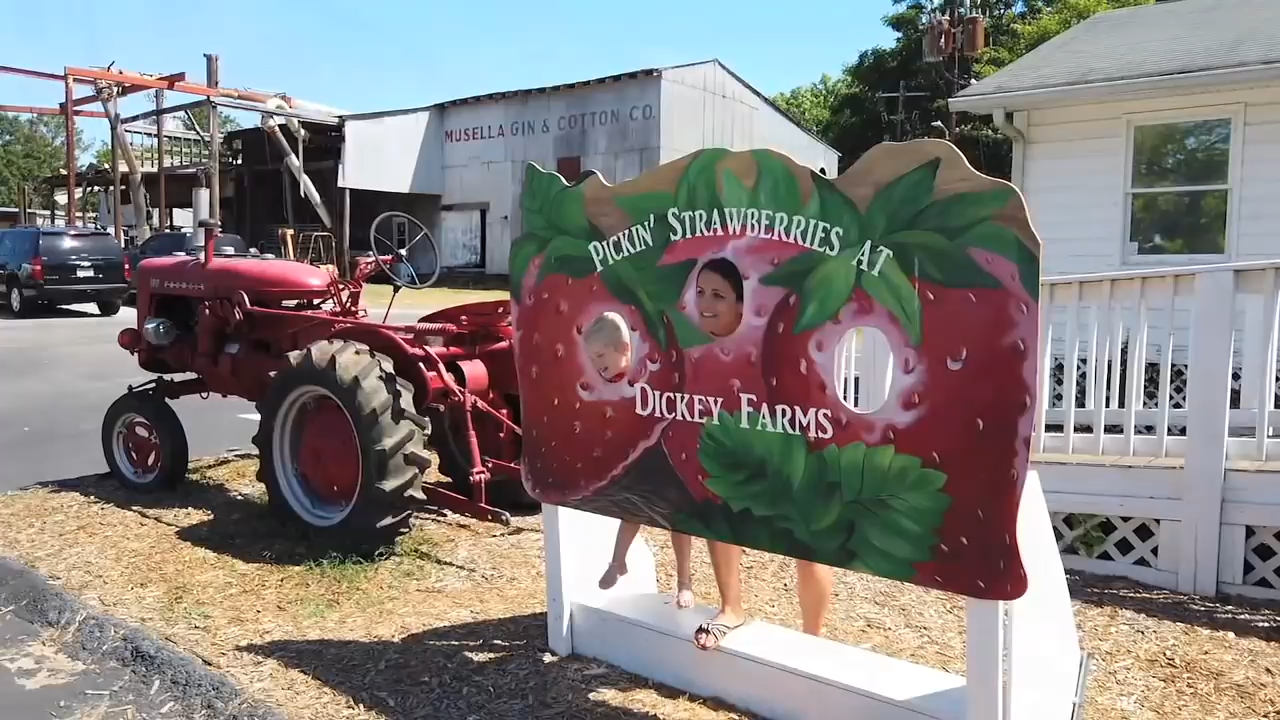 MUSELLA GIN & COTTON CO.
PICKIN' STRAWBERRIES AT
DICKEY FARMS